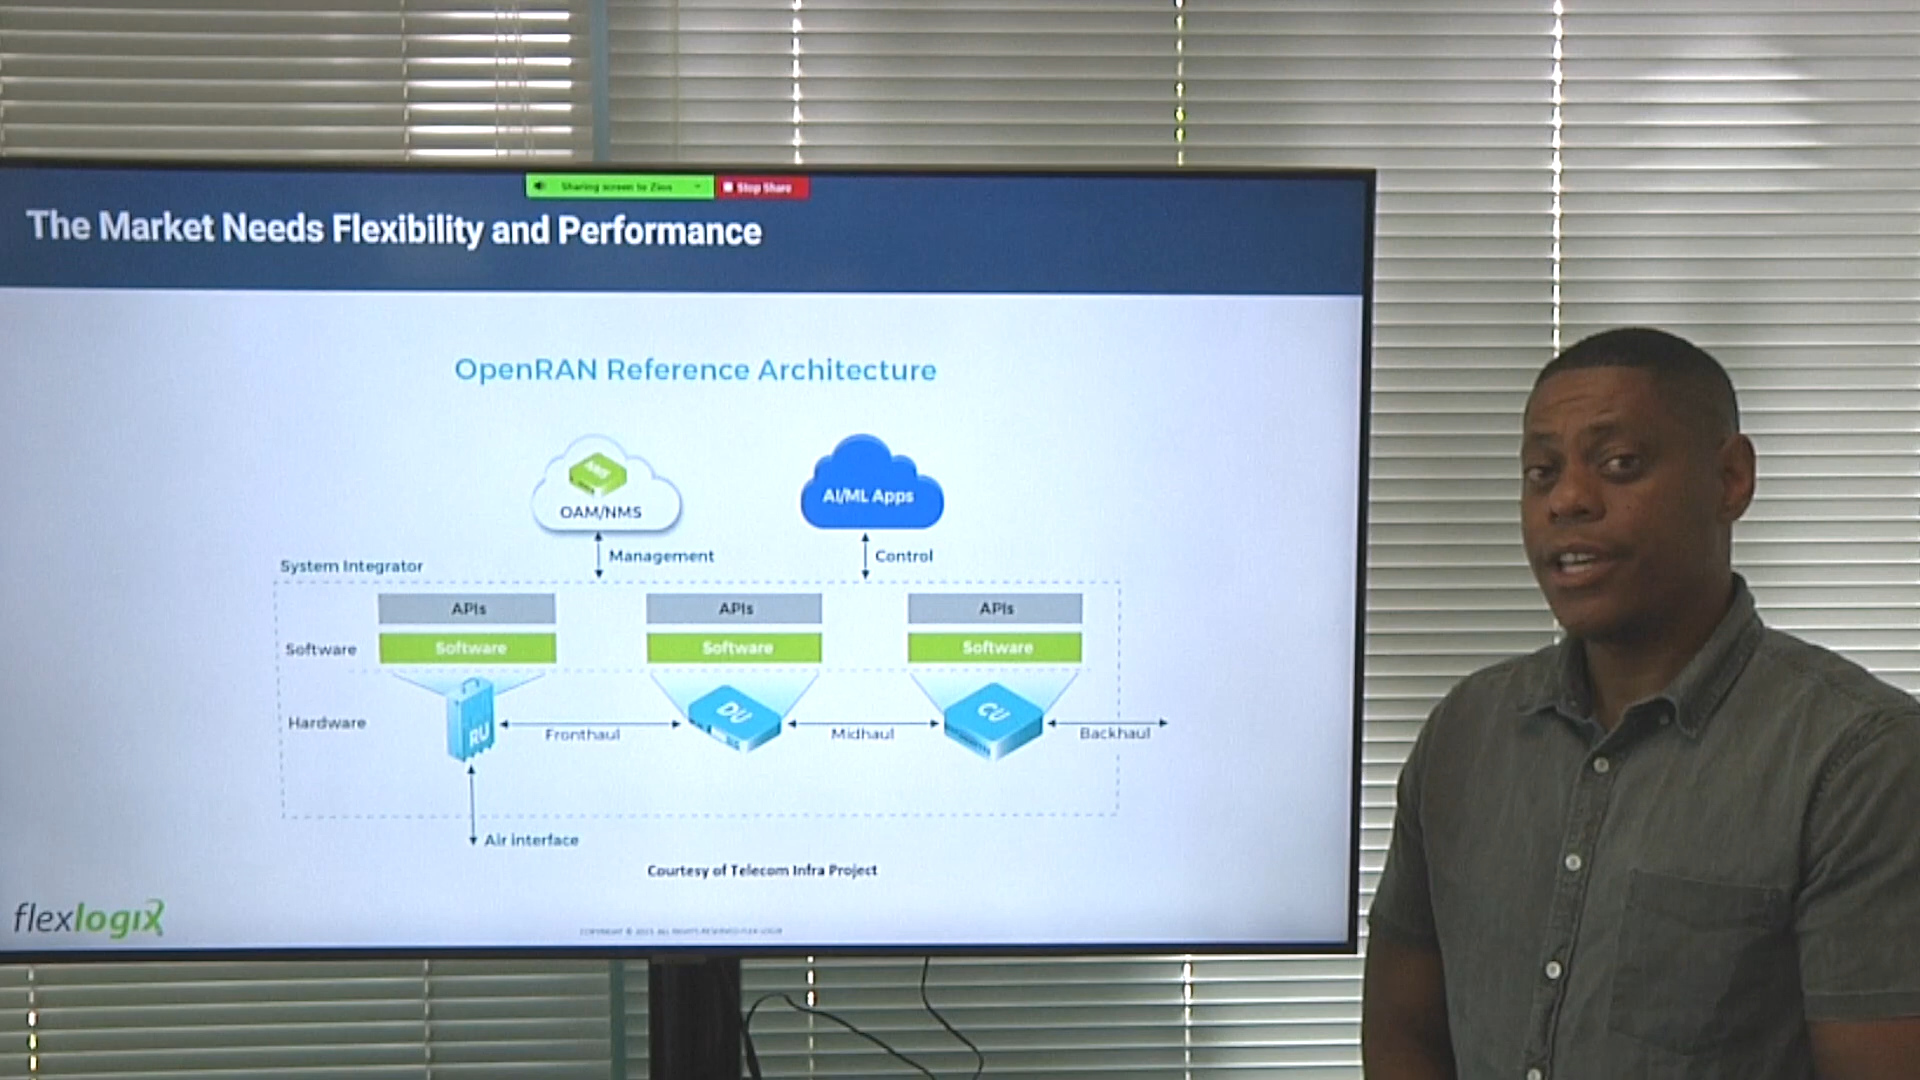 Sharing screen to Zoom
Stop Share
The Market Needs Flexibility and Performance
OpenRAN Reference Architecture
OAM/NMS
AI/ML Apps
Management
Control
System Integrator
APIs
APIs
APIs
Software
Software
Software
Software
Hardware
RU
DU
CU
Fronthaul
Midhaul
Backhaul
Air interface
Courtesy of Telecom Infra Project
flexlogix